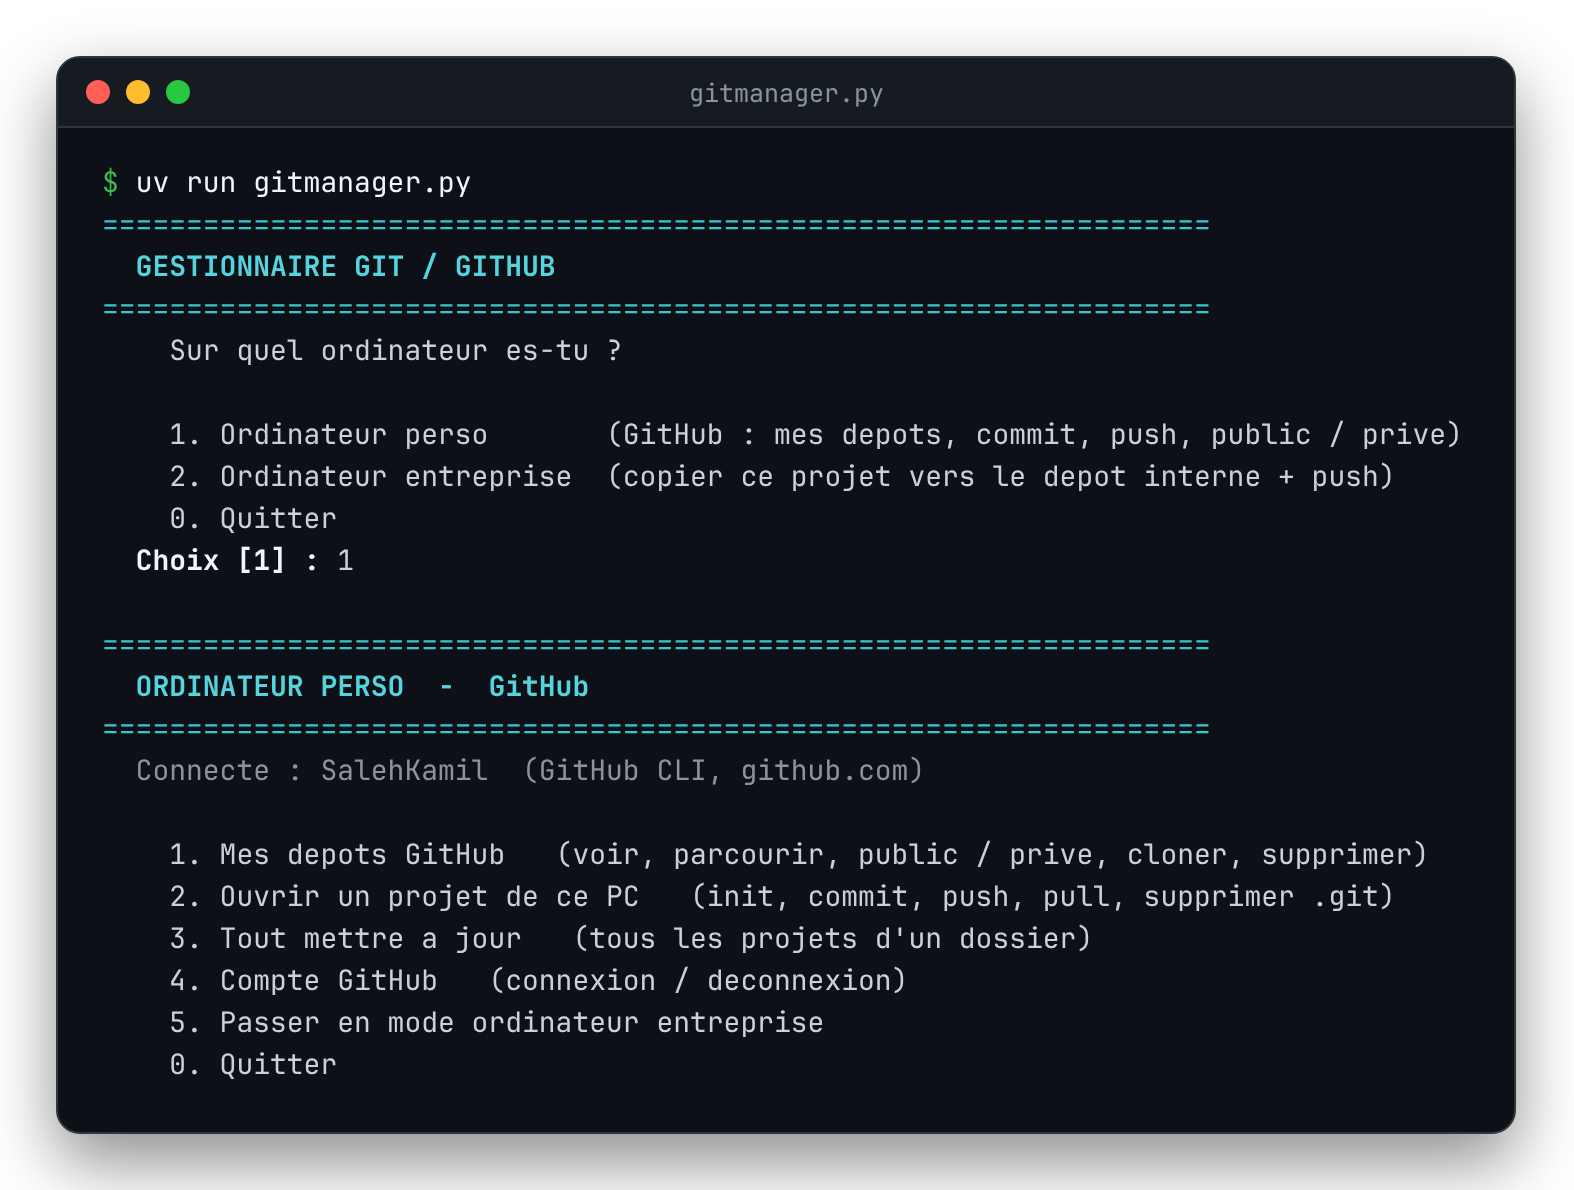 gitmanager.py
$ uv run gitmanager.py
==================================================================
GESTIONNAIRE GIT / GITHUB
==================================================================
Sur quel ordinateur es-tu ?
1. Ordinateur perso       (GitHub : mes depots, commit, push, public / prive)
2. Ordinateur entreprise  (copier ce projet vers le depot interne + push)
0. Quitter
Choix [1] : 1
==================================================================
ORDINATEUR PERSO  -  GitHub
==================================================================
Connecte : SalehKamil  (GitHub CLI, github.com)
1. Mes depots GitHub   (voir, parcourir, public / prive, cloner, supprimer)
2. Ouvrir un projet de ce PC   (init, commit, push, pull, supprimer .git)
3. Tout mettre a jour   (tous les projets d'un dossier)
4. Compte GitHub   (connexion / deconnexion)
5. Passer en mode ordinateur entreprise
0. Quitter